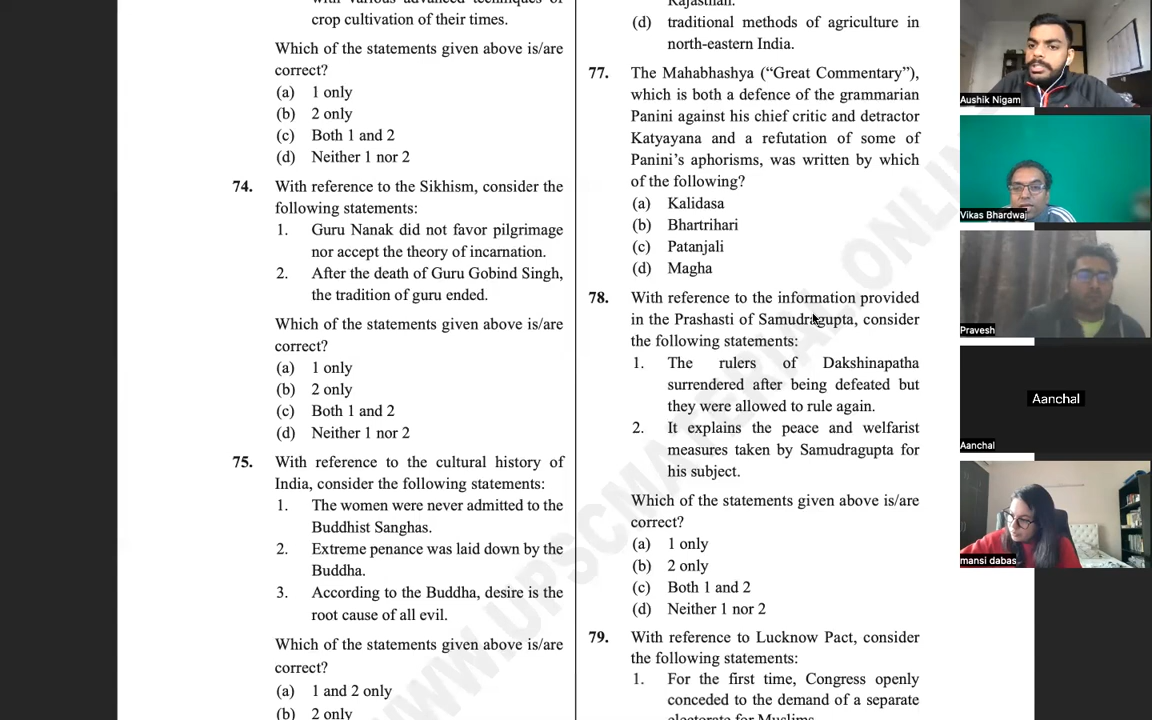 with various advanced techniques of
crop cultivation of their times.
Which of the statements given above is/are
correct?
(a) 1 only
(b) 2 only
(c) Both 1 and 2
(d) Neither 1 nor 2
74. With reference to the Sikhism, consider the
following statements:
1. Guru Nanak did not favor pilgrimage
nor accept the theory of incarnation.
2. After the death of Guru Gobind Singh,
the tradition of guru ended.
Which of the statements given above is/are
correct?
(a) 1 only
(b) 2 only
(c) Both 1 and 2
(d) Neither 1 nor 2
75. With reference to the cultural history of
India, consider the following statements:
1. The women were never admitted to the
Buddhist Sanghas.
2. Extreme penance was laid down by the
Buddha.
3. According to the Buddha, desire is the
root cause of all evil.
Which of the statements given above is/are
correct?
(a) 1 and 2 only
(b) 2 only
Rajasthan.
(d) traditional methods of agriculture in
north-eastern India.
77. The Mahabhashya (“Great Commentary”),
which is both a defence of the grammarian
Panini against his chief critic and detractor
Katyayana and a refutation of some of
Panini’s aphorisms, was written by which
of the following?
(a) Kalidasa
(b) Bhartrihari
(c) Patanjali
(d) Magha
78. With reference to the information provided
in the Prashasti of Samudragupta, consider
the following statements:
1. The rulers of Dakshinapatha
surrendered after being defeated but
they were allowed to rule again.
2. It explains the peace and welfarist
measures taken by Samudragupta for
his subject.
Which of the statements given above is/are
correct?
(a) 1 only
(b) 2 only
(c) Both 1 and 2
(d) Neither 1 nor 2
79. With reference to Lucknow Pact, consider
the following statements:
1. For the first time, Congress openly
conceded to the demand of a separate
electorate for Muslims.
WWW.UPSCMATERIAL.ONLIN
Aushik Nigam
Vikas Bhardwaj
Pravesh
Aanchal
Aanchal
mansi dabas